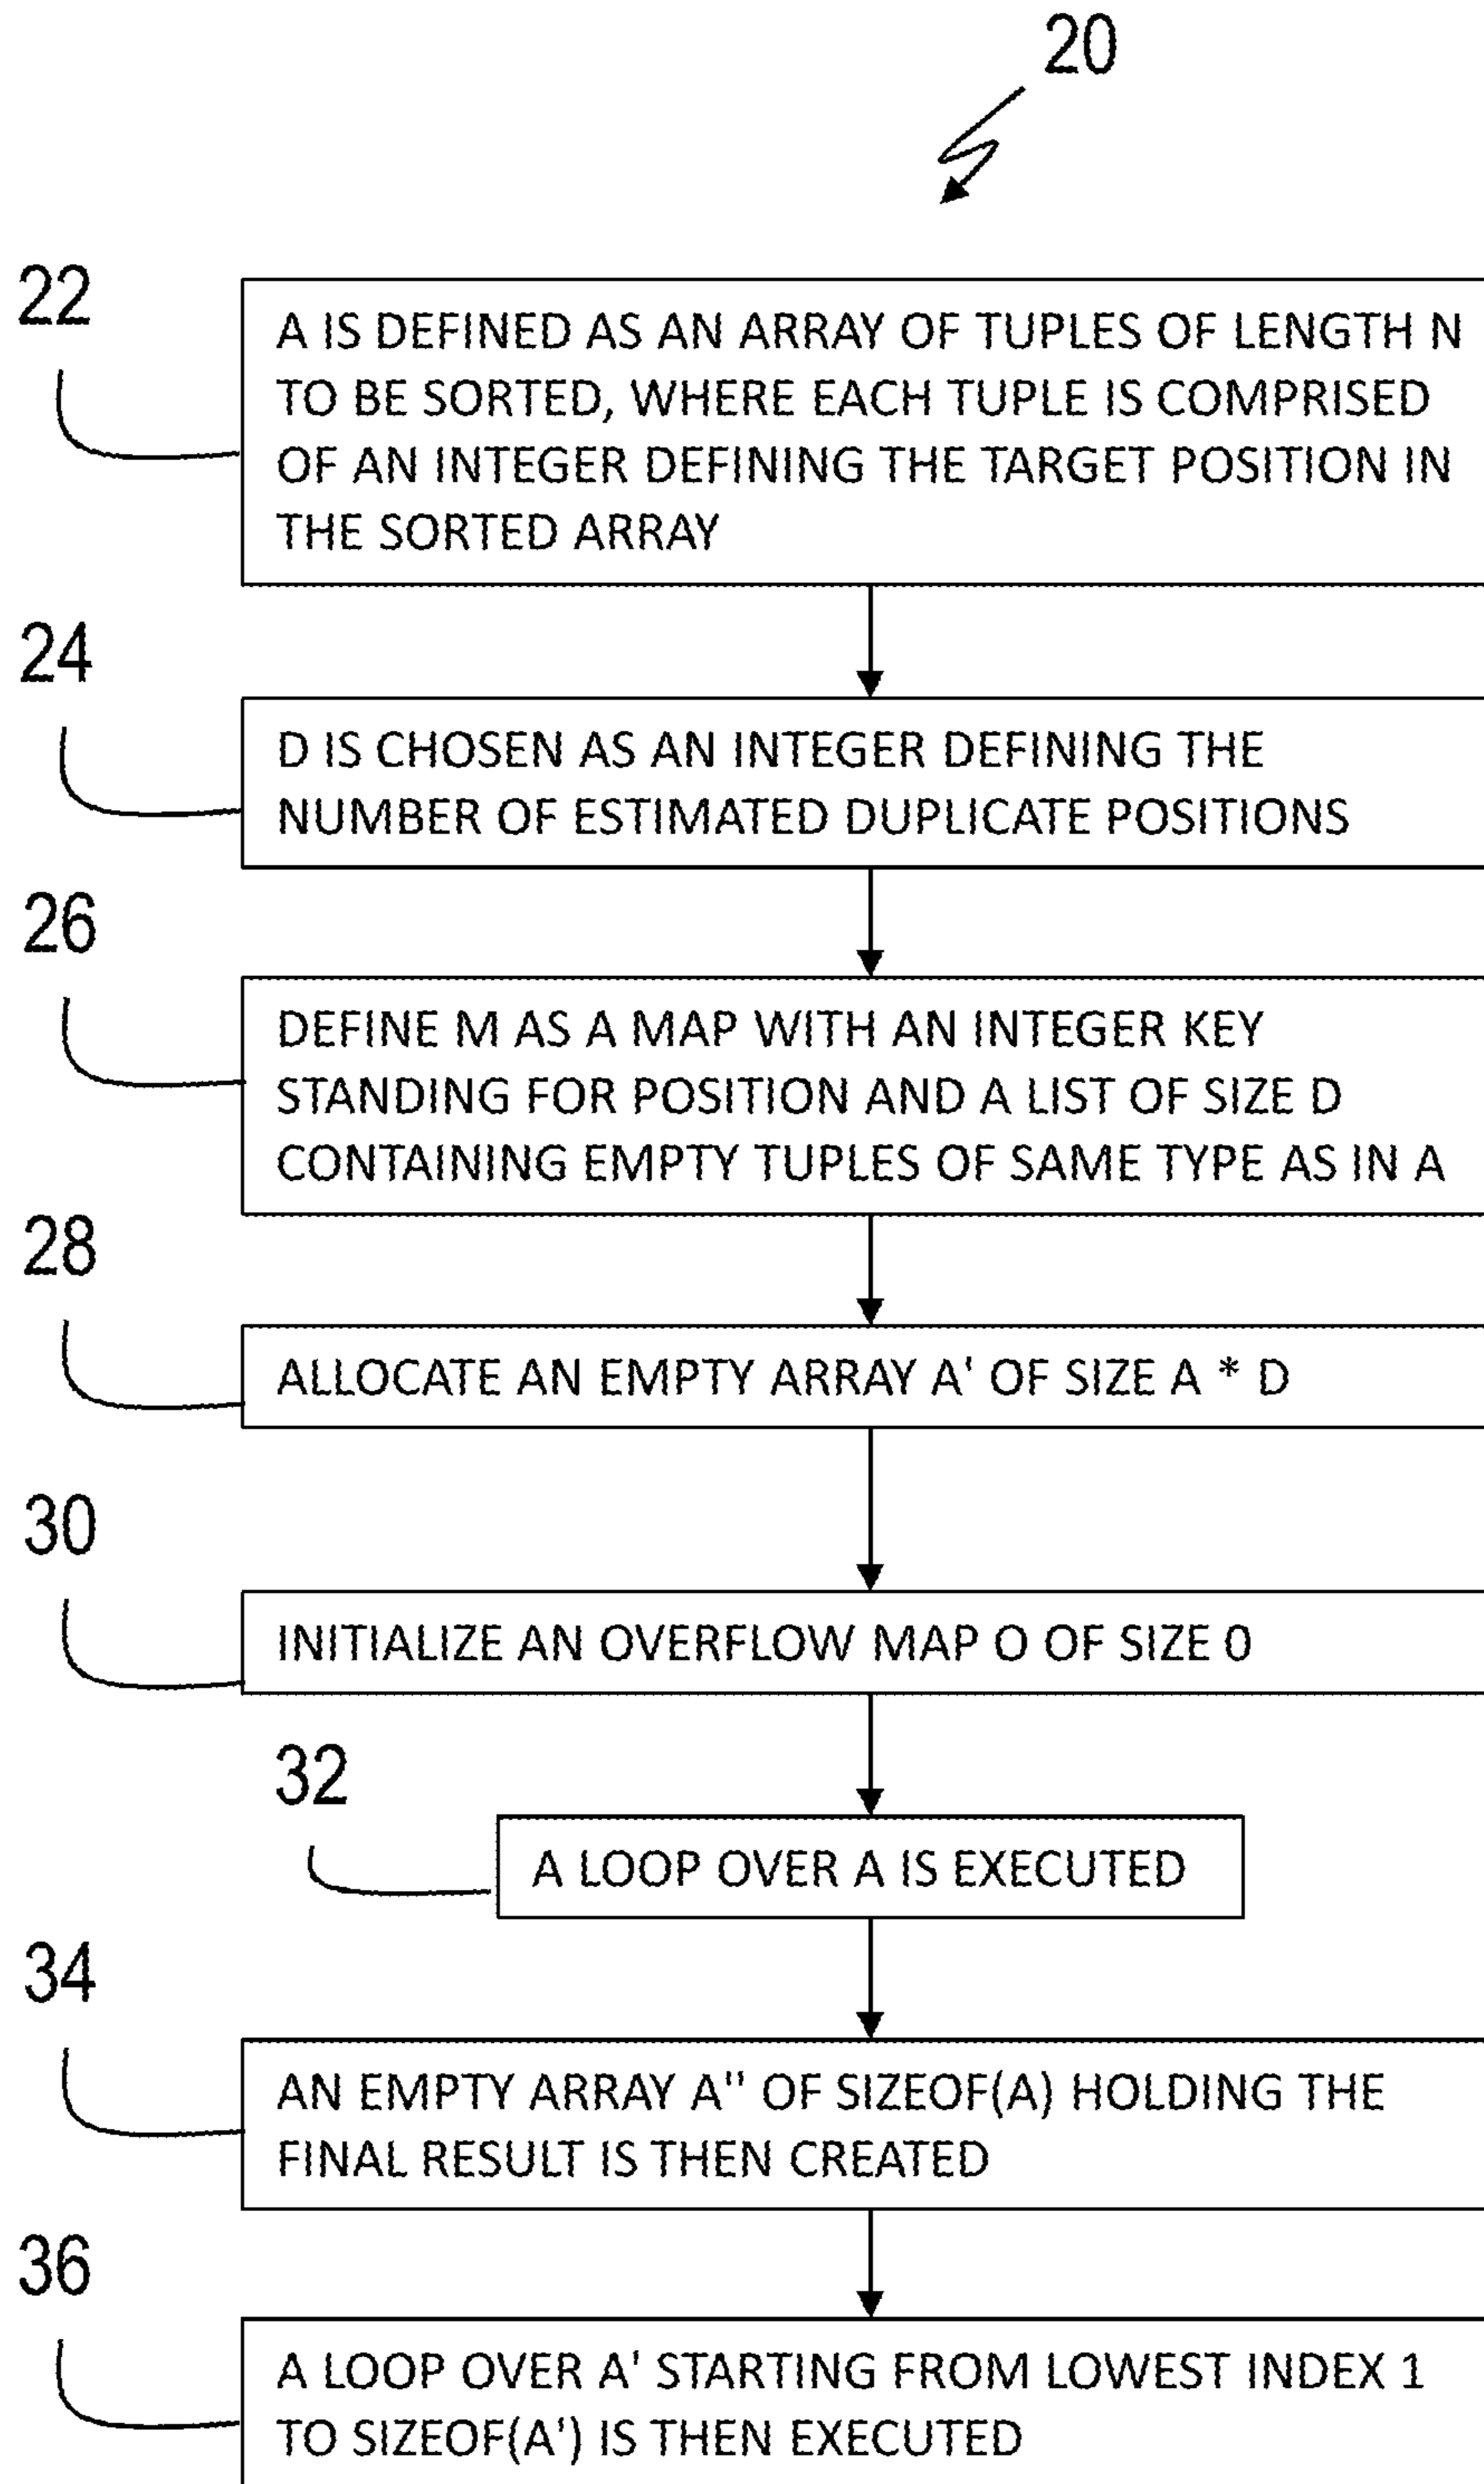 20
22
A IS DEFINED AS AN ARRAY OF TUPLES OF LENGTH N
TO BE SORTED, WHERE EACH TUPLE IS COMPRISED
OF AN INTEGER DEFINING THE TARGET POSITION IN
THE SORTED ARRAY
24
D IS CHOSEN AS AN INTEGER DEFINING THE
NUMBER OF ESTIMATED DUPLICATE POSITIONS
26
DEFINE M AS A MAP WITH AN INTEGER KEY
STANDING FOR POSITION AND A LIST OF SIZE D
CONTAINING EMPTY TUPLES OF SAME TYPE AS IN A
28
ALLOCATE AN EMPTY ARRAY A' OF SIZE A * D
30
INITIALIZE AN OVERFLOW MAP O OF SIZE 0
32
A LOOP OVER A IS EXECUTED
34
AN EMPTY ARRAY A" OF SIZEOF(A) HOLDING THE
FINAL RESULT IS THEN CREATED
36
A LOOP OVER A' STARTING FROM LOWEST INDEX 1
TO SIZEOF(A') IS THEN EXECUTED